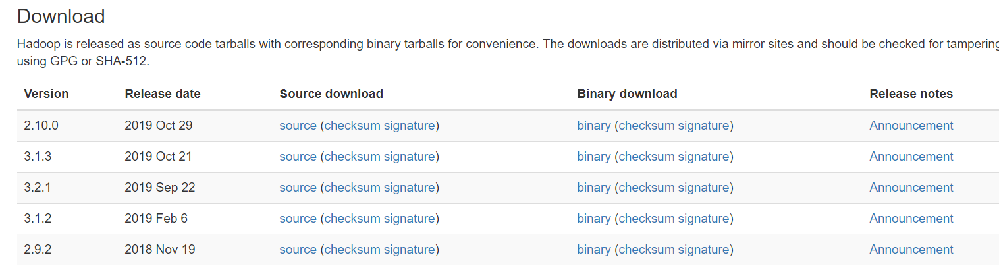 Download
Hadoop is released as source code tarballs with corresponding binary tarballs for convenience. The downloads are distributed via mirror sites and should be checked for tampering
using GPG or SHA-512.
Version Release date Source download Binary download Release notes
2.10.0 2019 Oct 29 source (checksum signature) binary (checksum signature) Announcement
3.1.3 2019 Oct 21 source (checksum signature) binary (checksum signature) Announcement
3.2.1 2019 Sep 22 source (checksum signature) binary (checksum signature) Announcement
3.1.2 2019 Feb 6 source (checksum signature) binary (checksum signature) Announcement
2.9.2 2018 Nov 19 source (checksum signature) binary (checksum signature) Announcement